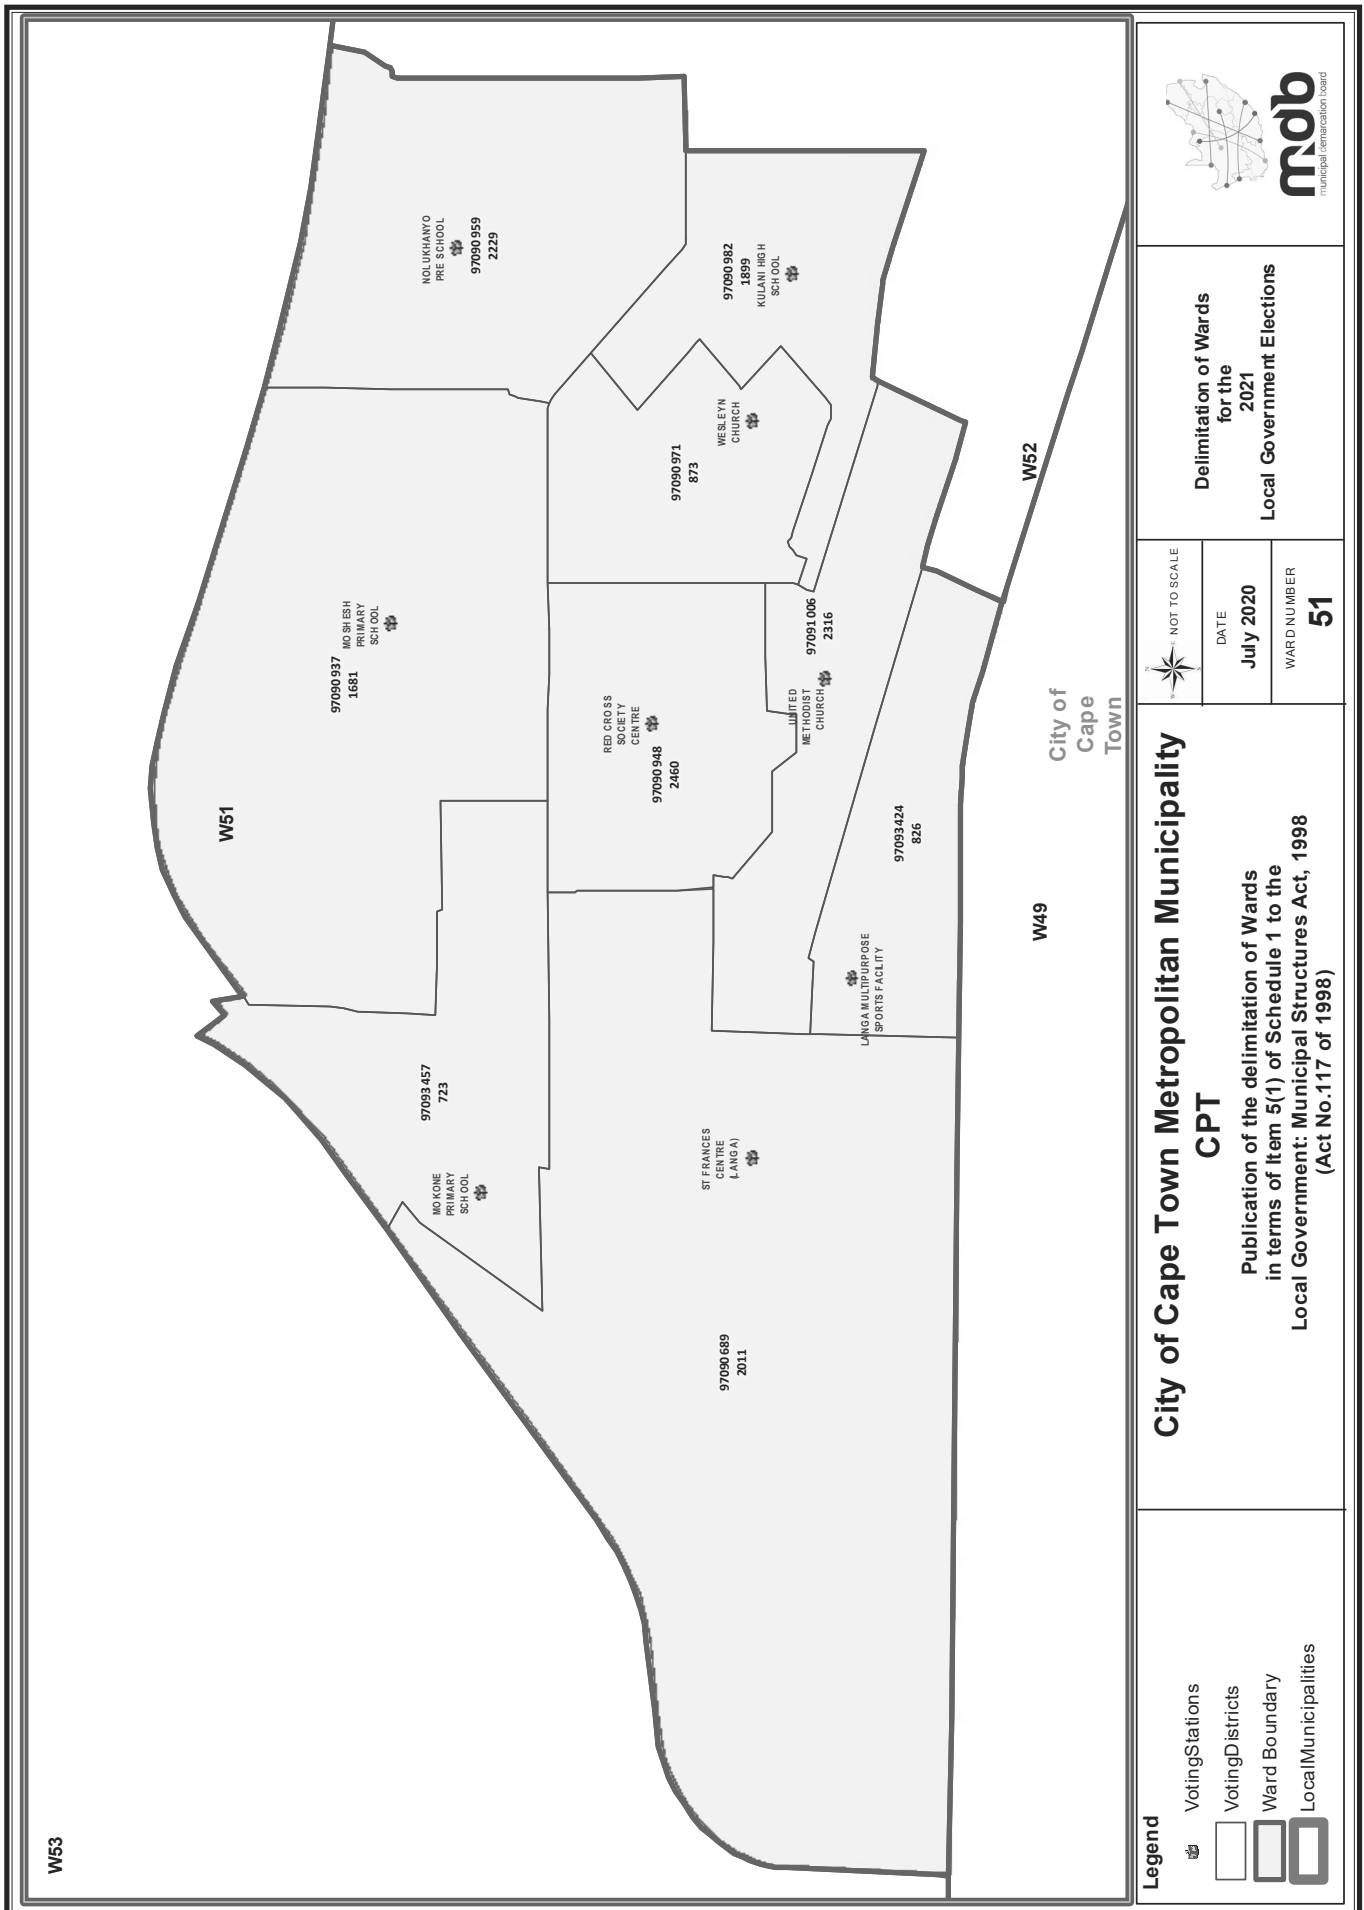 W53
W51
W52
W49
City of
Cape
Town
NOLUKHANYO
PRE SCHOOL
97090959
2229
97090982
1899
KULANI HIGH
SCHOOL
WESLEYN
CHURCH
97090971
873
MOSHESH
PRIMARY
SCHOOL
97090937
1681
RED CROSS
SOCIETY
CENTRE
97090948
2460
97091006
2316
UNITED
METHODIST
CHURCH
97093424
826
LANGA MULTIPURPOSE
SPORTS FACILITY
97093457
723
MOKONE
PRIMARY
SCHOOL
ST FRANCES
CENTRE
(LANGA)
97090689
2011
Legend
VotingStations
VotingDistricts
Ward Boundary
LocalMunicipalities
City of Cape Town Metropolitan Municipality
CPT
Publication of the delimitation of Wards
in terms of Item 5(1) of Schedule 1 to the
Local Government: Municipal Structures Act, 1998
(Act No.117 of 1998)
N
E
S
W
NOT TO SCALE
DATE
July 2020
WARD NUMBER
51
Delimitation of Wards
for the
2021
Local Government Elections
mdb
municipal demarcation board